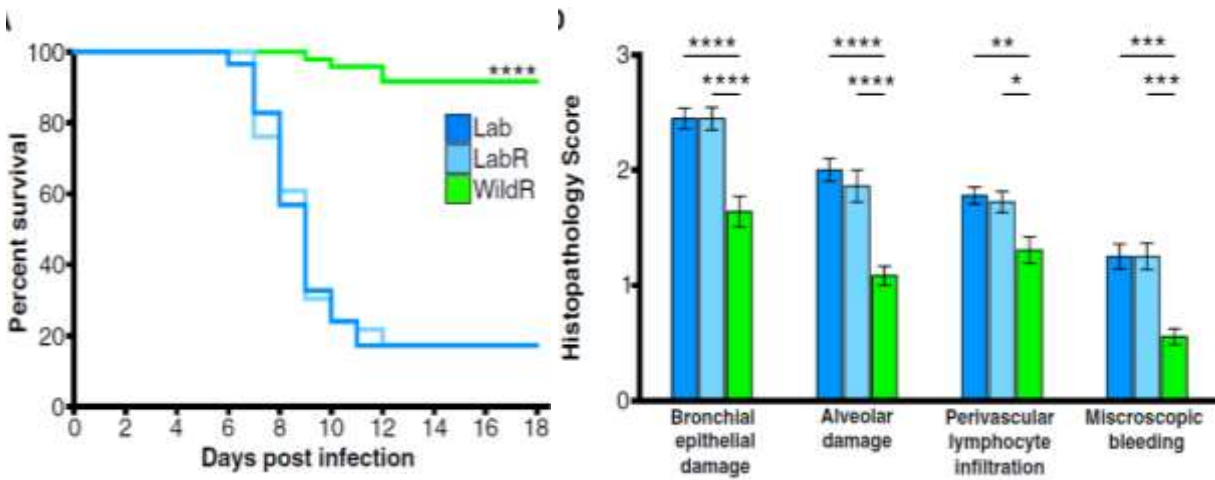 100
80
60
40
20
0
Percent survival
****
Lab
LabR
WildR
0 2 4 6 8 10 12 14 16 18
Days post infection
3
2
1
0
Histopathology Score
**** **** ** ***
**** **** * ***
Bronchial
epithelial
damage
Alveolar
damage
Perivascular
lymphocyte
infiltration
Miscroscopic
bleeding